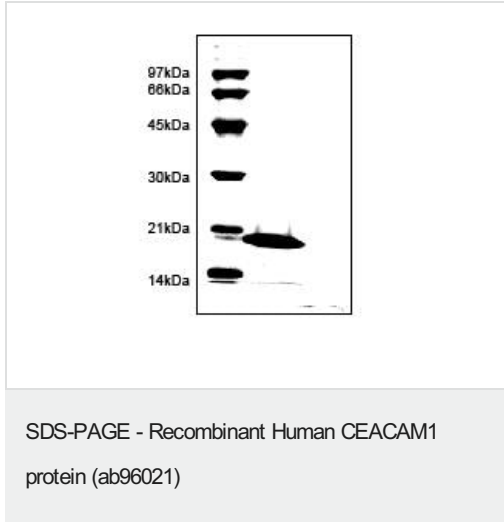 97kDa
66kDa
45kDa
30kDa
21kDa
14kDa
SDS-PAGE - Recombinant Human CEACAM1
protein (ab96021)